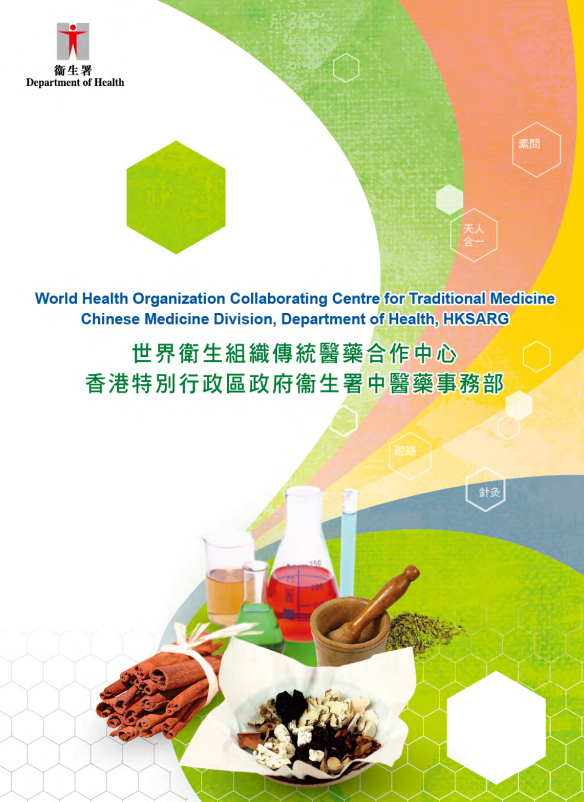 衞生署
Department of Health
素問
天人
合一
World Health Organization Collaborating Centre for Traditional Medicine
Chinese Medicine Division, Department of Health, HKSARG
世界衞生組織傳統醫藥合作中心
香港特別行政區政府衞生署中醫藥事務部
經絡
針灸
250